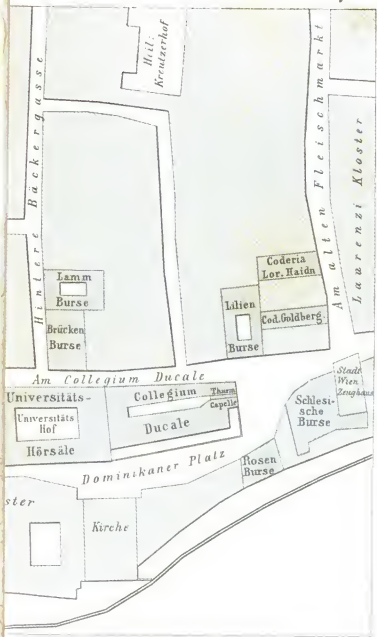 Heil.
Kreutzerhof
Hintere Bäckergasse
Am alten Fleischmarkt
Laurenzi Kloster
Lamm
Burse
Brücken
Burse
Coderia
Lor. Haidn
Lilien
Burse
Cod. Goldberg.
Am Collegium Ducale
Universitäts-
Universitäts
Hof
Hörsäle
Collegium
Ducale
Thurm
Capelle
Stadt
Wien
Zeughaus
Schlesi-
sche
Burse
Dominikaner Platz
Rosen
Burse
ster
Kirche